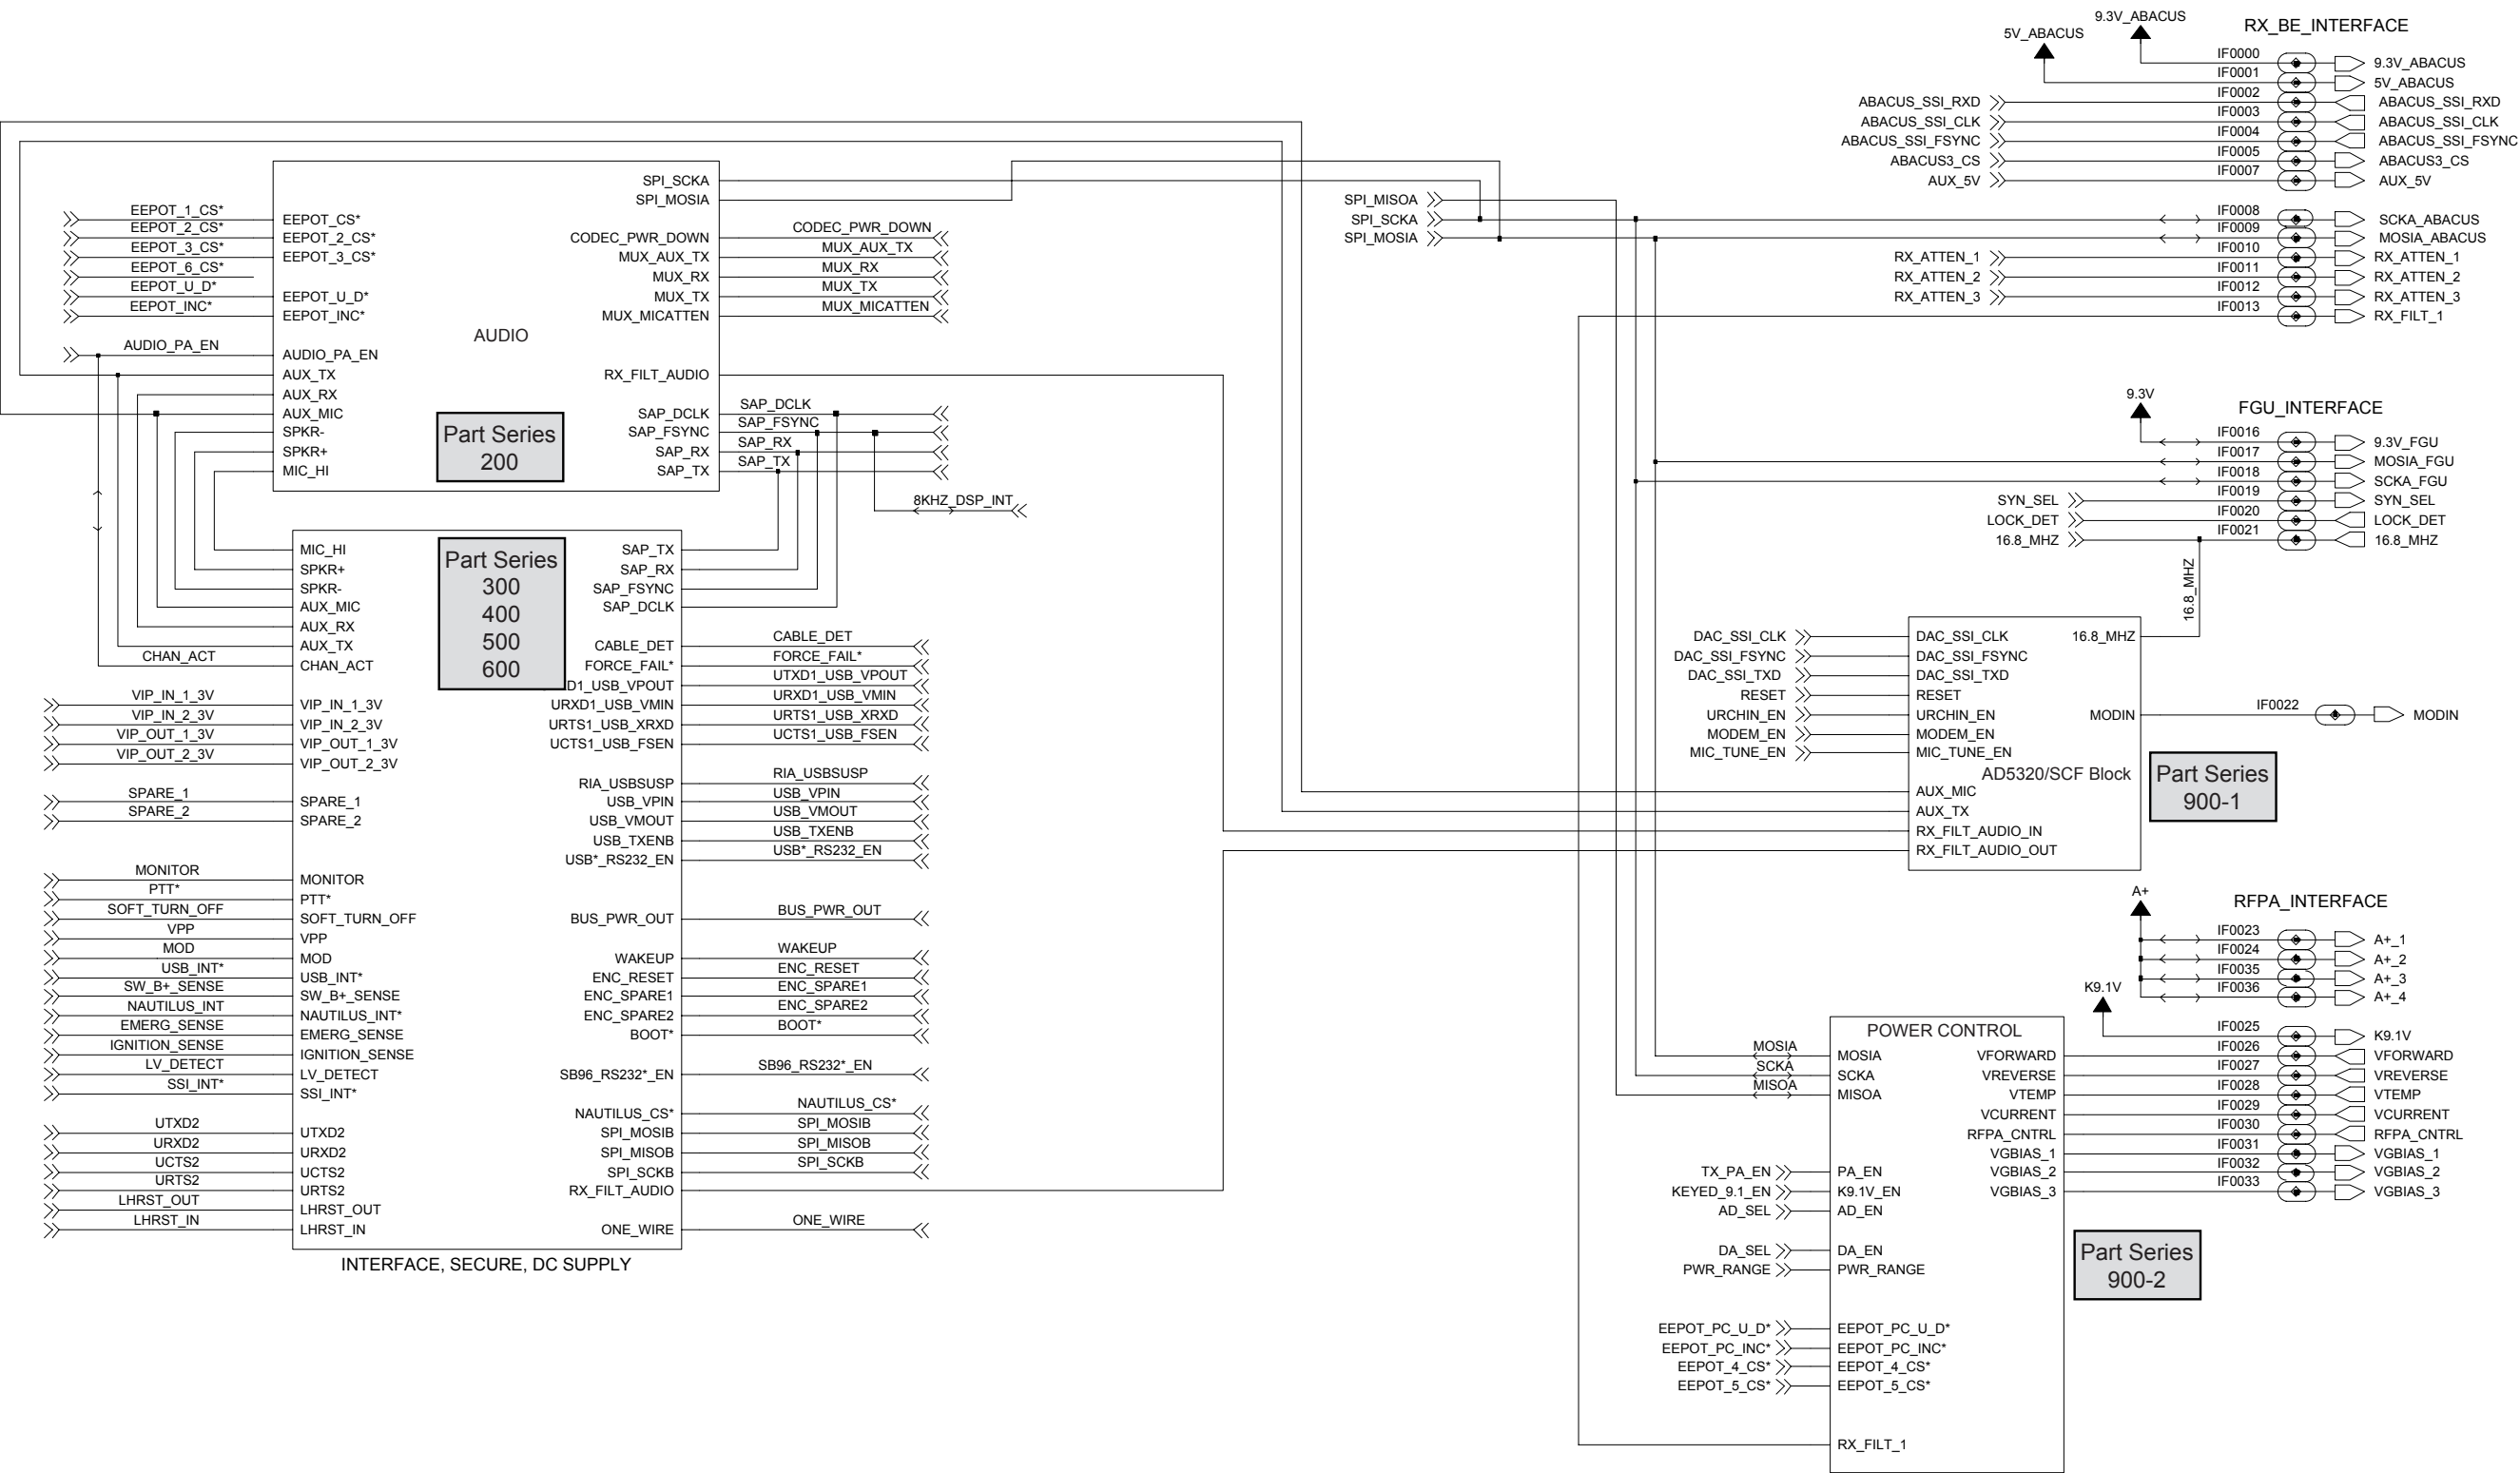 9.3V_ABACUS
5V_ABACUS
RX_BE_INTERFACE
IF0000 9.3V_ABACUS
IF0001 5V_ABACUS
ABACUS_SSI_RXD IF0002 ABACUS_SSI_RXD
ABACUS_SSI_CLK IF0003 ABACUS_SSI_CLK
ABACUS_SSI_FSYNC IF0004 ABACUS_SSI_FSYNC
ABACUS3_CS IF0005 ABACUS3_CS
AUX_5V IF0007 AUX_5V
SPI_MISOA
SPI_SCKA IF0008 SCKA_ABACUS
SPI_MOSIA IF0009 MOSIA_ABACUS
RX_ATTEN_1 IF0010 RX_ATTEN_1
RX_ATTEN_2 IF0011 RX_ATTEN_2
RX_ATTEN_3 IF0012 RX_ATTEN_3
IF0013 RX_FILT_1
SPI_SCKA
SPI_MOSIA
EEPOT_1_CS* EEPOT_CS*
EEPOT_2_CS* EEPOT_2_CS*
EEPOT_3_CS* EEPOT_3_CS*
EEPOT_6_CS*
EEPOT_U_D* EEPOT_U_D*
EEPOT_INC* EEPOT_INC*
CODEC_PWR_DOWN CODEC_PWR_DOWN
MUX_AUX_TX MUX_AUX_TX
MUX_RX MUX_RX
MUX_TX MUX_TX
MUX_MICATTEN MUX_MICATTEN
AUDIO
AUDIO_PA_EN AUDIO_PA_EN
AUX_TX
AUX_RX
AUX_MIC
SPKR-
SPKR+
MIC_HI
Part Series
200
RX_FILT_AUDIO
SAP_DCLK SAP_DCLK
SAP_FSYNC SAP_FSYNC
SAP_RX SAP_RX
SAP_TX SAP_TX
8KHZ_DSP_INT
9.3V
FGU_INTERFACE
IF0016 9.3V_FGU
IF0017 MOSIA_FGU
IF0018 SCKA_FGU
SYN_SEL IF0019 SYN_SEL
LOCK_DET IF0020 LOCK_DET
16.8_MHZ IF0021 16.8_MHZ
16.8_MHZ
MIC_HI
SPKR+
SPKR-
AUX_MIC
AUX_RX
AUX_TX
CHAN_ACT CHAN_ACT
Part Series
300
400
500
600
SAP_TX
SAP_RX
SAP_FSYNC
SAP_DCLK
CABLE_DET CABLE_DET
FORCE_FAIL* FORCE_FAIL*
D1_USB_VPOUT UTXD1_USB_VPOUT
URXD1_USB_VMIN URXD1_USB_VMIN
URTS1_USB_XRXD URTS1_USB_XRXD
UCTS1_USB_FSEN UCTS1_USB_FSEN
VIP_IN_1_3V VIP_IN_1_3V
VIP_IN_2_3V VIP_IN_2_3V
VIP_OUT_1_3V VIP_OUT_1_3V
VIP_OUT_2_3V VIP_OUT_2_3V
RIA_USBSUSP RIA_USBSUSP
USB_VPIN USB_VPIN
USB_VMOUT USB_VMOUT
USB_TXENB USB_TXENB
USB*_RS232_EN USB*_RS232_EN
SPARE_1 SPARE_1
SPARE_2 SPARE_2
MONITOR MONITOR
PTT* PTT*
SOFT_TURN_OFF SOFT_TURN_OFF
VPP VPP
MOD MOD
USB_INT* USB_INT*
SW_B+_SENSE SW_B+_SENSE
NAUTILUS_INT NAUTILUS_INT*
EMERG_SENSE EMERG_SENSE
IGNITION_SENSE IGNITION_SENSE
LV_DETECT LV_DETECT
SSI_INT* SSI_INT*
BUS_PWR_OUT BUS_PWR_OUT
WAKEUP WAKEUP
ENC_RESET ENC_RESET
ENC_SPARE1 ENC_SPARE1
ENC_SPARE2 ENC_SPARE2
BOOT* BOOT*
SB96_RS232*_EN SB96_RS232*_EN
NAUTILUS_CS* NAUTILUS_CS*
SPI_MOSIB SPI_MOSIB
SPI_MISOB SPI_MISOB
SPI_SCKB SPI_SCKB
RX_FILT_AUDIO
ONE_WIRE ONE_WIRE
UTXD2 UTXD2
URXD2 URXD2
UCTS2 UCTS2
URTS2 URTS2
LHRST_OUT LHRST_OUT
LHRST_IN LHRST_IN
INTERFACE, SECURE, DC SUPPLY
DAC_SSI_CLK DAC_SSI_CLK 16.8_MHZ
DAC_SSI_FSYNC DAC_SSI_FSYNC
DAC_SSI_TXD DAC_SSI_TXD
RESET RESET
URCHIN_EN URCHIN_EN MODIN IF0022 MODIN
MODEM_EN MODEM_EN
MIC_TUNE_EN MIC_TUNE_EN
AD5320/SCF Block
AUX_MIC
AUX_TX
RX_FILT_AUDIO_IN
RX_FILT_AUDIO_OUT
Part Series
900-1
A+
RFPA_INTERFACE
IF0023 A+_1
IF0024 A+_2
IF0035 A+_3
IF0036 A+_4
K9.1V
IF0025 K9.1V
POWER CONTROL
MOSIA MOSIA VFORWARD IF0026 VFORWARD
SCKA SCKA VREVERSE IF0027 VREVERSE
MISOA MISOA VTEMP IF0028 VTEMP
VCURRENT IF0029 VCURRENT
RFPA_CNTRL IF0030 RFPA_CNTRL
VGBIAS_1 IF0031 VGBIAS_1
TX_PA_EN PA_EN VGBIAS_2 IF0032 VGBIAS_2
KEYED_9.1_EN K9.1V_EN VGBIAS_3 IF0033 VGBIAS_3
AD_SEL AD_EN
DA_SEL DA_EN
PWR_RANGE PWR_RANGE
Part Series
900-2
EEPOT_PC_U_D* EEPOT_PC_U_D*
EEPOT_PC_INC* EEPOT_PC_INC*
EEPOT_4_CS* EEPOT_4_CS*
EEPOT_5_CS* EEPOT_5_CS*
RX_FILT_1